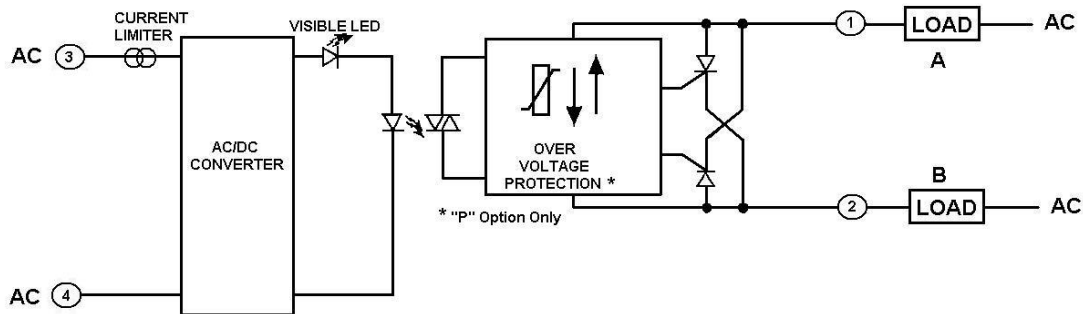 CURRENT
LIMITER
VISIBLE LED
AC 3
AC/DC
CONVERTER
AC 4
OVER
VOLTAGE
PROTECTION *
* "P" Option Only
1 LOAD AC
A
B
2 LOAD AC